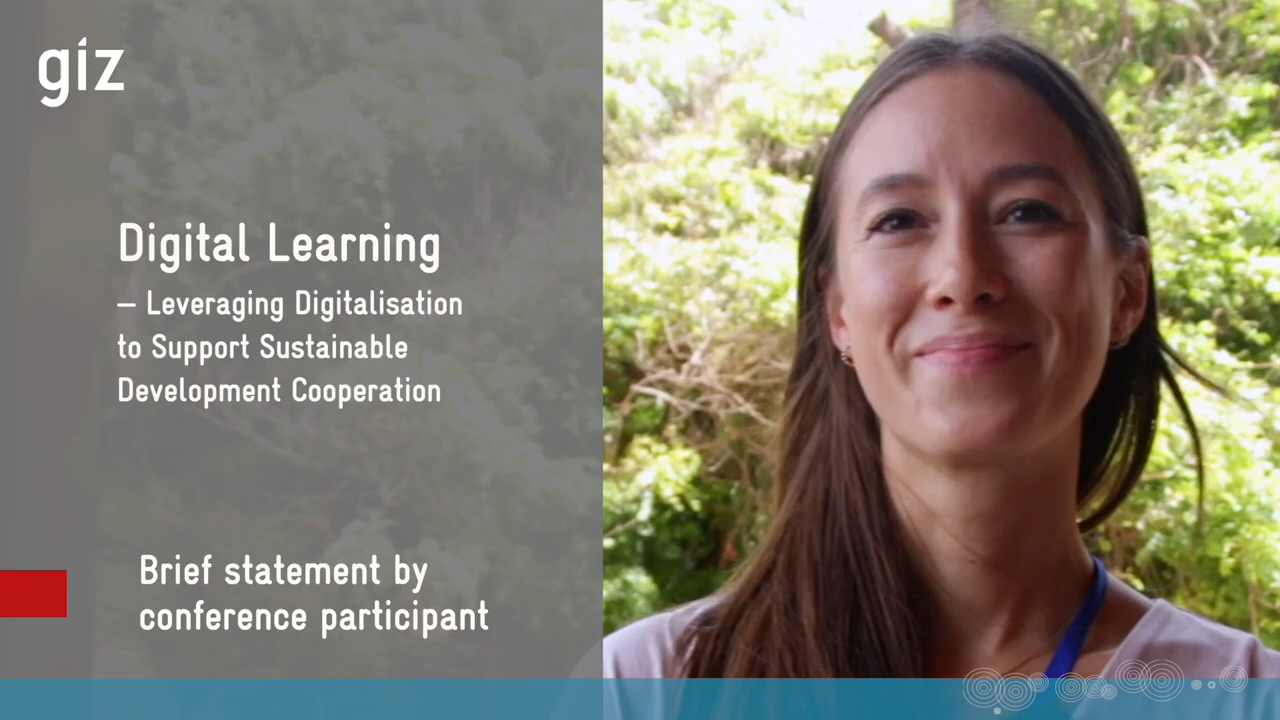 giz
Digital Learning
– Leveraging Digitalisation
to Support Sustainable
Development Cooperation
Brief statement by
conference participant